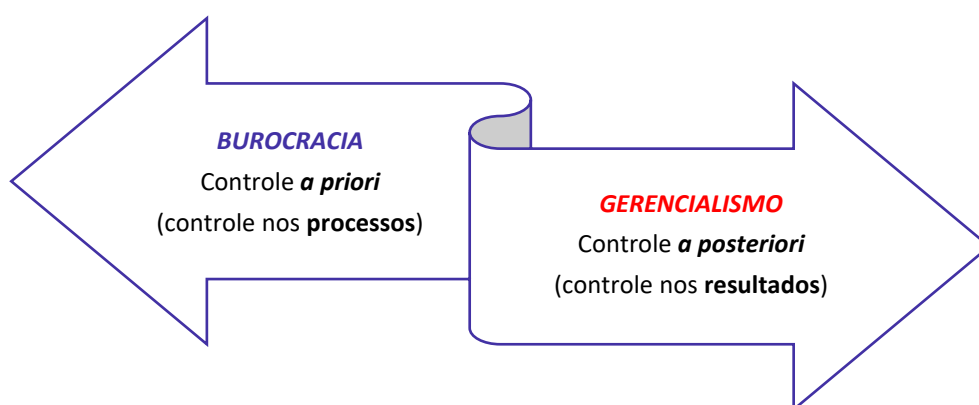 BUROCRACIA
Controle a priori
(controle nos processos)
GERENCIALISMO
Controle a posteriori
(controle nos resultados)